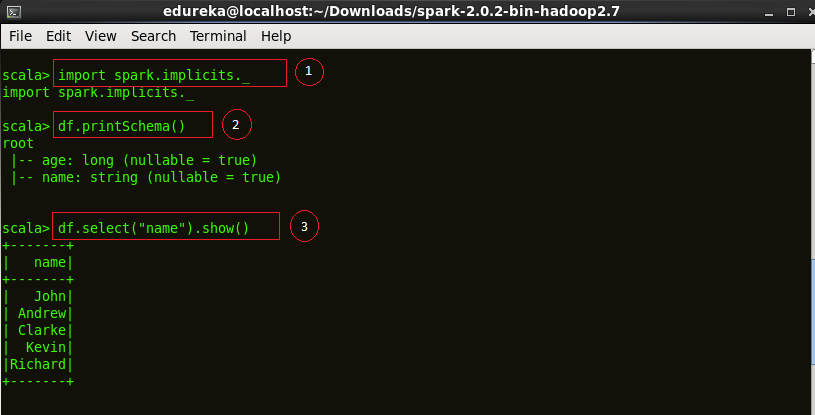 edureka@localhost:~/Downloads/spark-2.0.2-bin-hadoop2.7
File Edit View Search Terminal Help
scala> import spark.implicits._ 1
import spark.implicits._
scala> df.printSchema() 2
root
 |-- age: long (nullable = true)
 |-- name: string (nullable = true)
scala> df.select("name").show() 3
+-------+
|   name|
+-------+
|   John|
| Andrew|
| Clarke|
|  Kevin|
|Richard|
+-------+